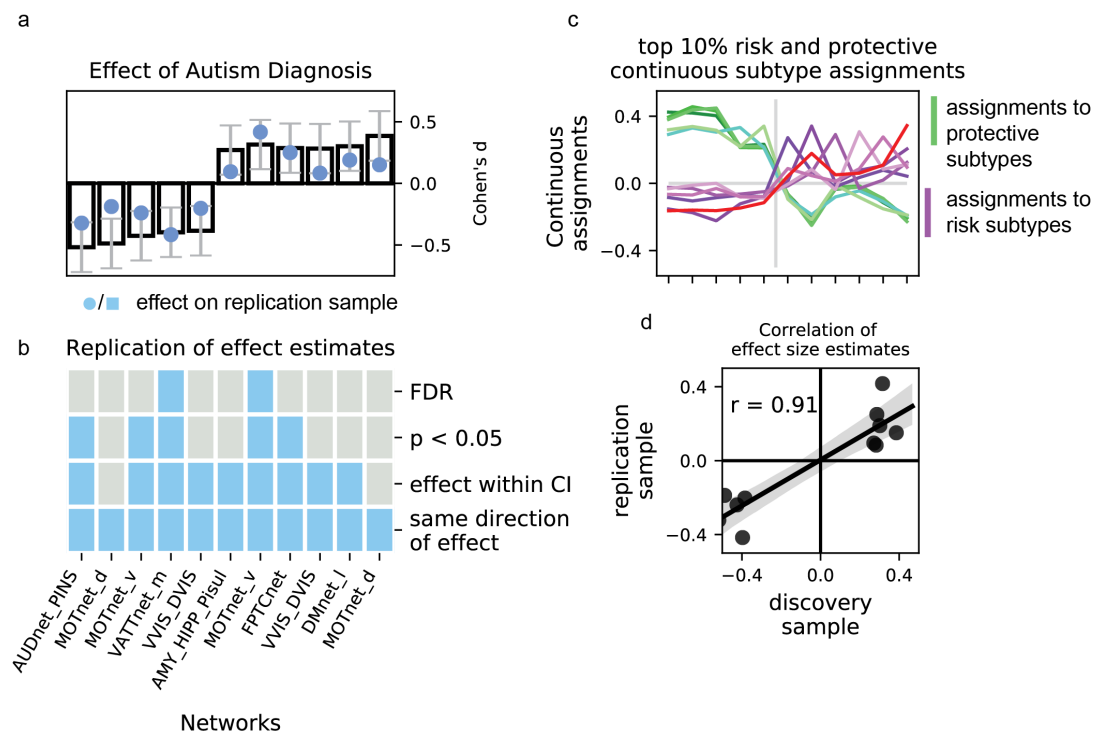 a
Effect of Autism Diagnosis
0.5
0.0
−0.5
Cohen's d
/ effect on replication sample
b
Replication of effect estimates
FDR
p < 0.05
effect within CI
same direction
of effect
AUDnet_PINS
MOTnet_d
MOTnet_v
VATTnet_m
VVIS_DVIS
AMY_HIPP_Pisul
MOTnet_v
FPTCnet
VVIS_DVIS
DMnet_l
MOTnet_d
Networks
c
top 10% risk and protective
continuous subtype assignments
0.4
0.0
−0.4
Continuous
assignments
assignments to
protective
subtypes
assignments to
risk subtypes
d
Correlation of
effect size estimates
r = 0.91
0.4
0.0
−0.4
replication
sample
−0.4
0.0
0.4
discovery
sample